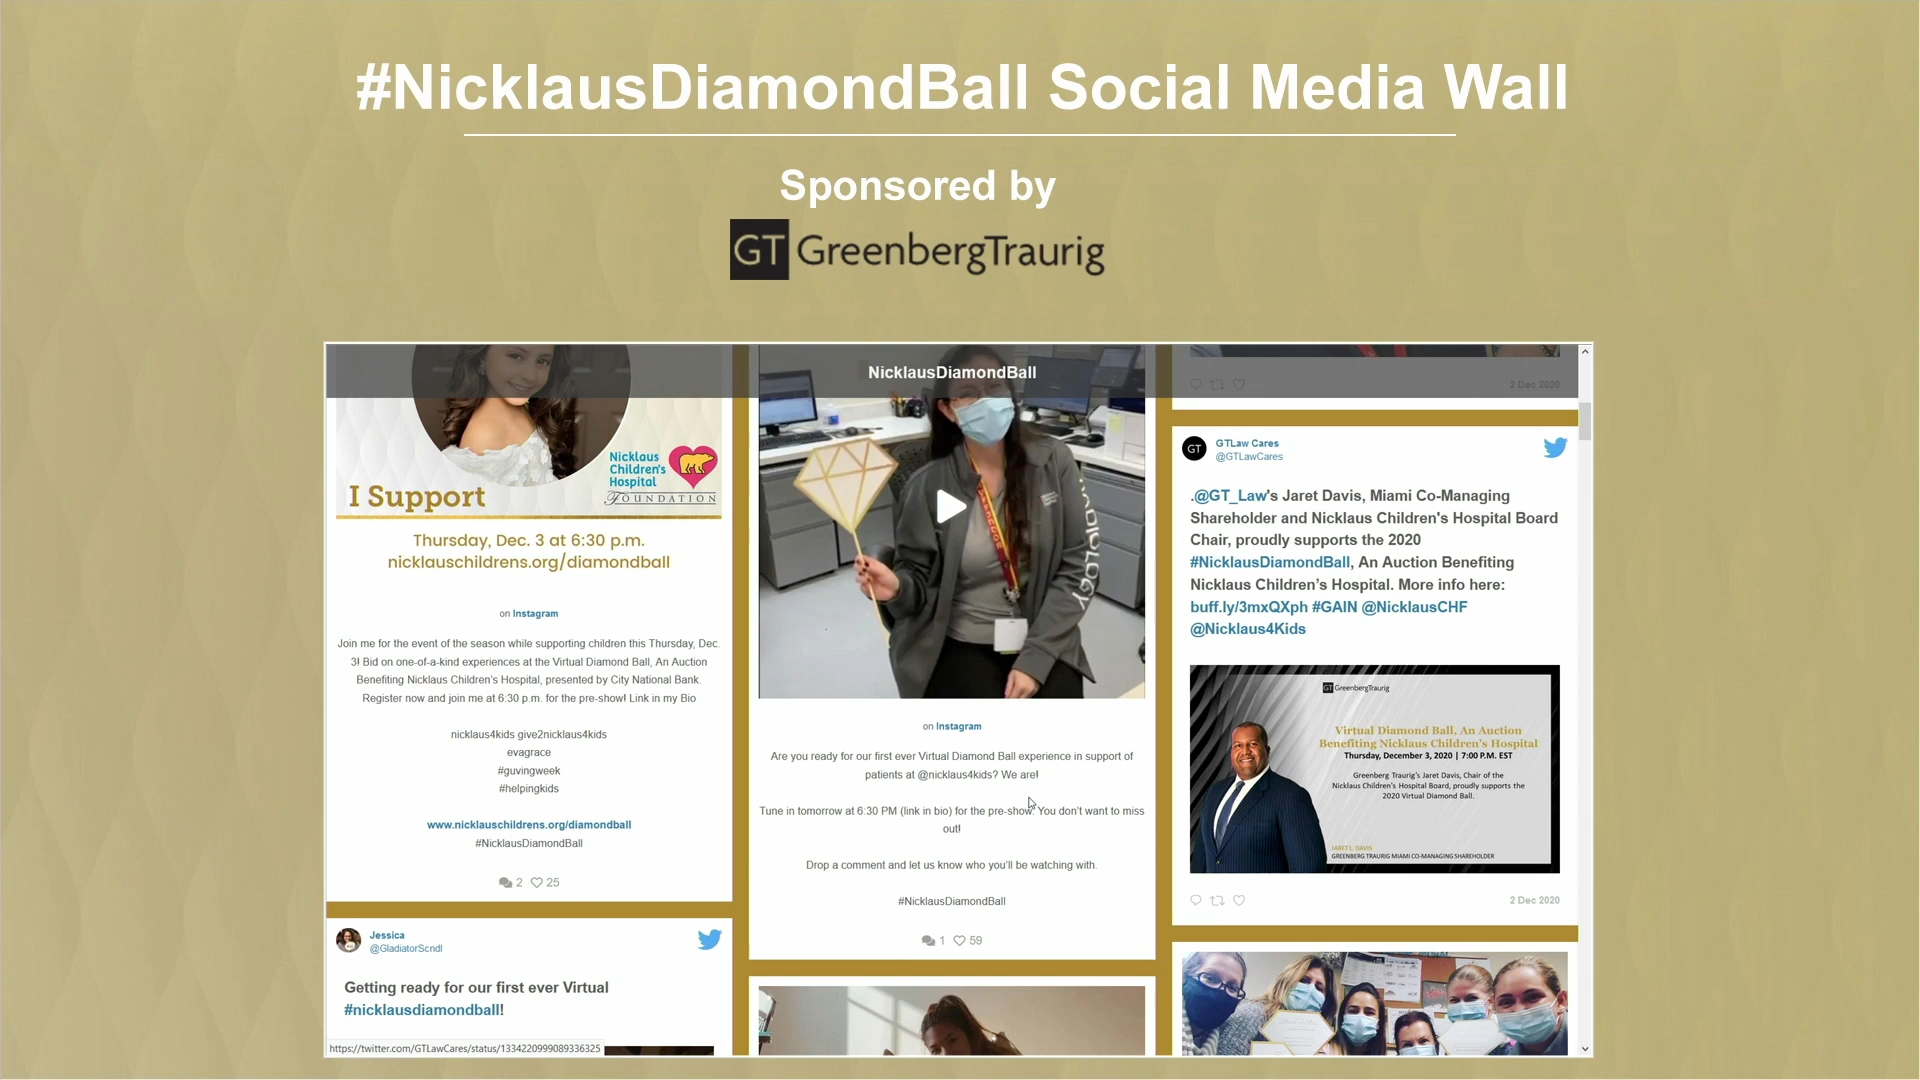 #NicklausDiamondBall Social Media Wall
Sponsored by
GT GreenbergTraurig
NicklausDiamondBall
Nicklaus
Children's
Hospital
FOUNDATION
I Support
Thursday, Dec. 3 at 6:30 p.m.
nicklauschildrens.org/diamondball
on Instagram
Join me for the event of the season while supporting children this Thursday, Dec.
3! Bid on one-of-a-kind experiences at the Virtual Diamond Ball, An Auction
Benefiting Nicklaus Children's Hospital, presented by City National Bank.
Register now and join me at 6:30 p.m. for the pre-show! Link in my Bio
nicklaus4kids give2nicklaus4kids
evagrace
#guvingweek
#helpingkids
www.nicklauschildrens.org/diamondball
#NicklausDiamondBall
2 25
Jessica
@GladiatorScndl
Getting ready for our first ever Virtual
#nicklausdiamondball!
https://twitter.com/GTLawCares/status/1334220999089336325
on Instagram
Are you ready for our first ever Virtual Diamond Ball experience in support of
patients at @nicklaus4kids? We are!
Tune in tomorrow at 6:30 PM (link in bio) for the pre-show. You don't want to miss
out!
Drop a comment and let us know who you'll be watching with.
#NicklausDiamondBall
1 59
2 Dec 2020
GT
GTLaw Cares
@GTLawCares
.@GT_Law's Jaret Davis, Miami Co-Managing
Shareholder and Nicklaus Children's Hospital Board
Chair, proudly supports the 2020
#NicklausDiamondBall, An Auction Benefiting
Nicklaus Children's Hospital. More info here:
buff.ly/3mxQXph #GAIN @NicklausCHF
@Nicklaus4Kids
GT GreenbergTraurig
Virtual Diamond Ball, An Auction
Benefiting Nicklaus Children's Hospital
Thursday, December 3, 2020 | 7:00 P.M. EST
Greenberg Traurig's Jaret Davis, Chair of the
Nicklaus Children's Hospital Board, proudly supports the
2020 Virtual Diamond Ball.
JARET L. DAVIS
GREENBERG TRAURIG MIAMI CO-MANAGING SHAREHOLDER
2 Dec 2020